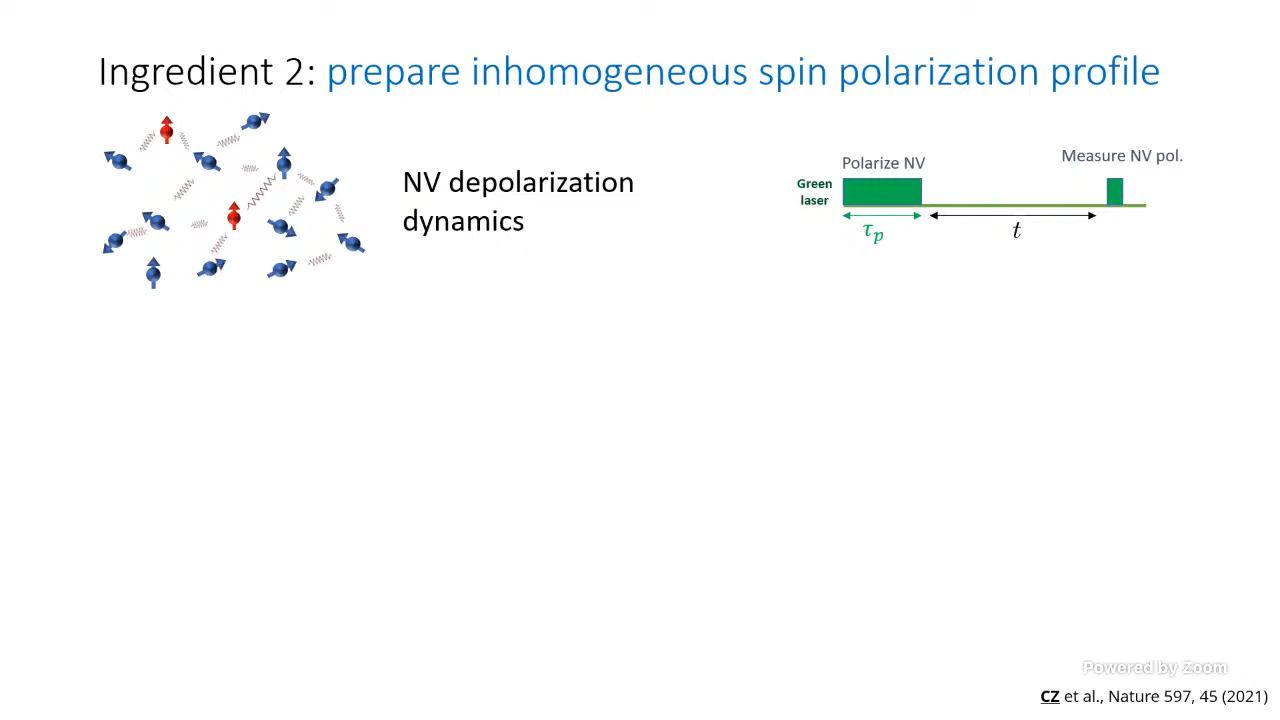 Ingredient 2: prepare inhomogeneous spin polarization profile
NV depolarization
dynamics
Polarize NV
Measure NV pol.
Green
laser
τₚ
t
Powered by Zoom
CZ et al., Nature 597, 45 (2021)